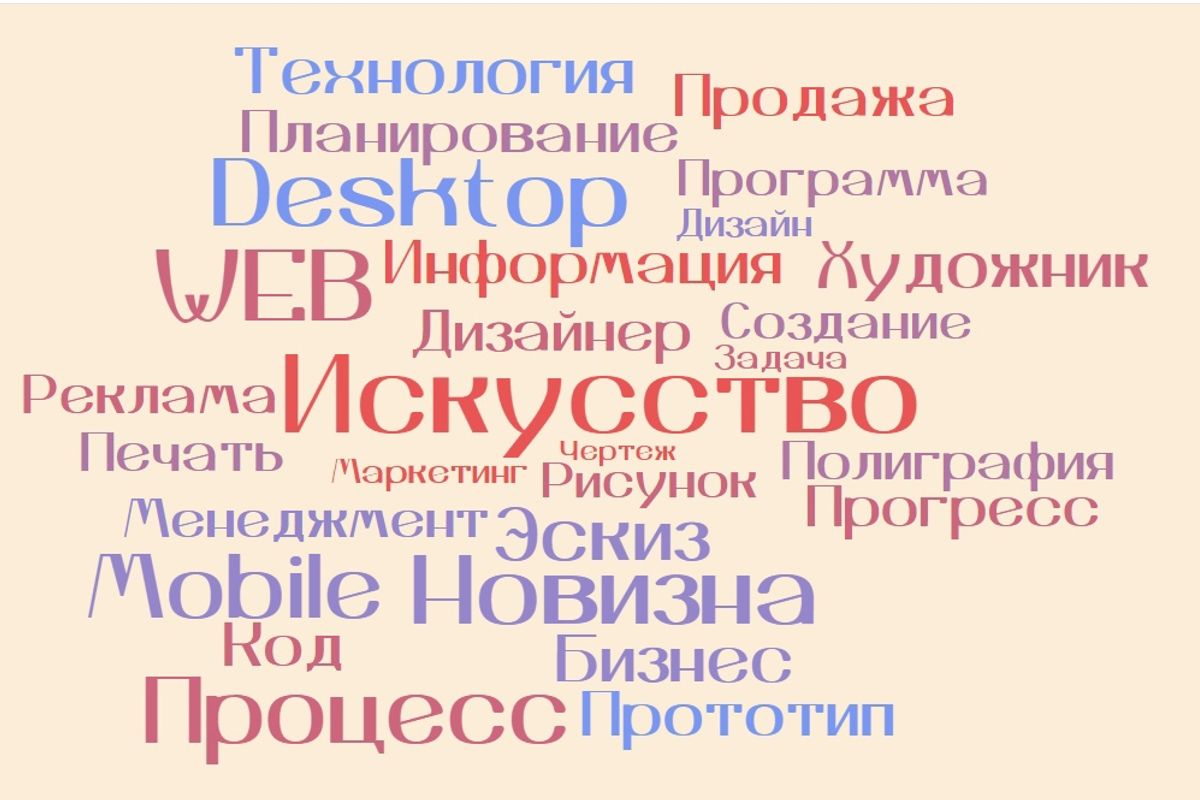 Технология
Продажа
Планирование
Desktop
Программа
Дизайн
WEB
Информация
Художник
Дизайнер
Создание
Задача
Реклама
Искусство
Печать
Маркетинг
Чертеж
Рисунок
Полиграфия
Прогресс
Менеджмент
Эскиз
Mobile
Новизна
Код
Бизнес
Процесс
Прототип